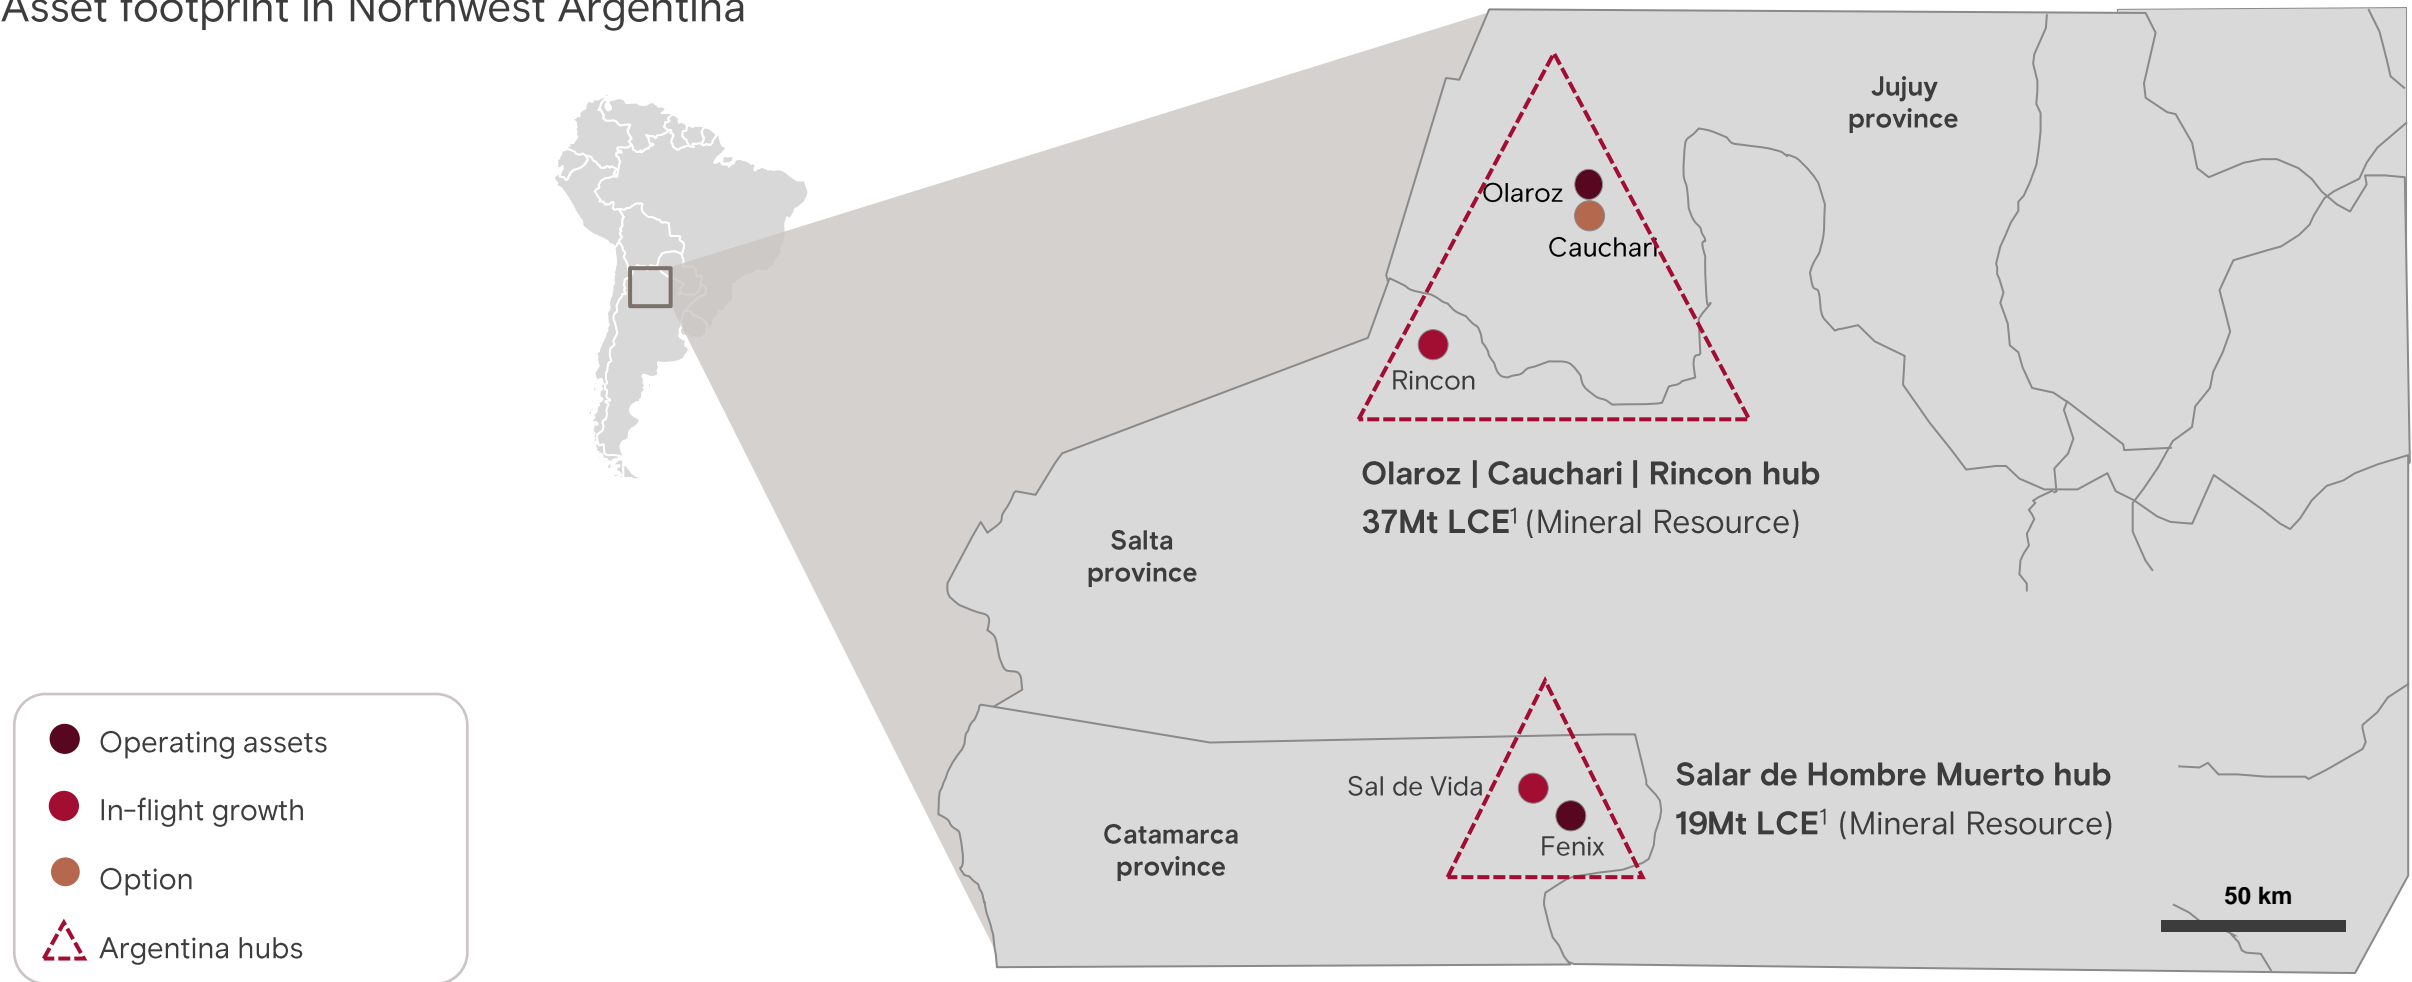 Asset footprint in Northwest Argentina
Jujuy
province
Olaroz
Cauchari
Rincon
Olaroz | Cauchari | Rincon hub
37Mt LCE¹ (Mineral Resource)
Salta
province
Sal de Vida
Fenix
Salar de Hombre Muerto hub
19Mt LCE¹ (Mineral Resource)
Catamarca
province
50 km
Operating assets
In-flight growth
Option
Argentina hubs